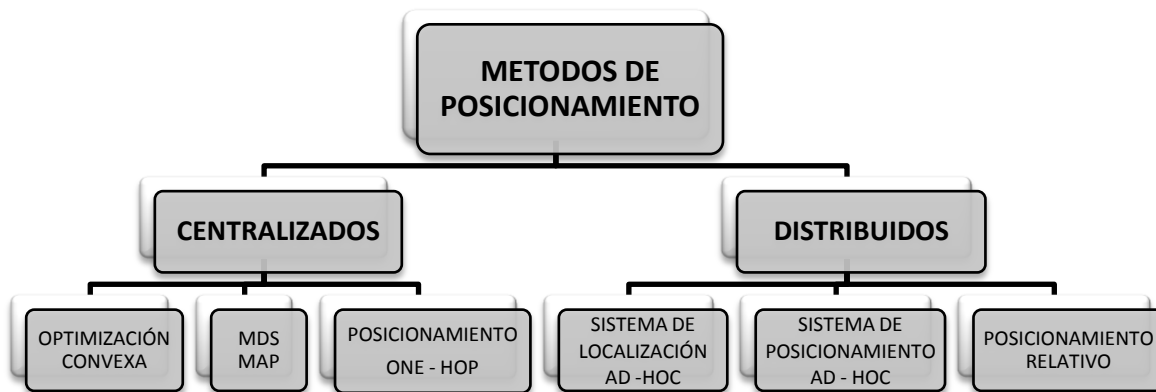 METODOS DE
POSICIONAMIENTO
CENTRALIZADOS
DISTRIBUIDOS
OPTIMIZACIÓN
CONVEXA
MDS
MAP
POSICIONAMIENTO
ONE - HOP
SISTEMA DE
LOCALIZACIÓN
AD -HOC
SISTEMA DE
POSICIONAMIENTO
AD - HOC
POSICIONAMIENTO
RELATIVO